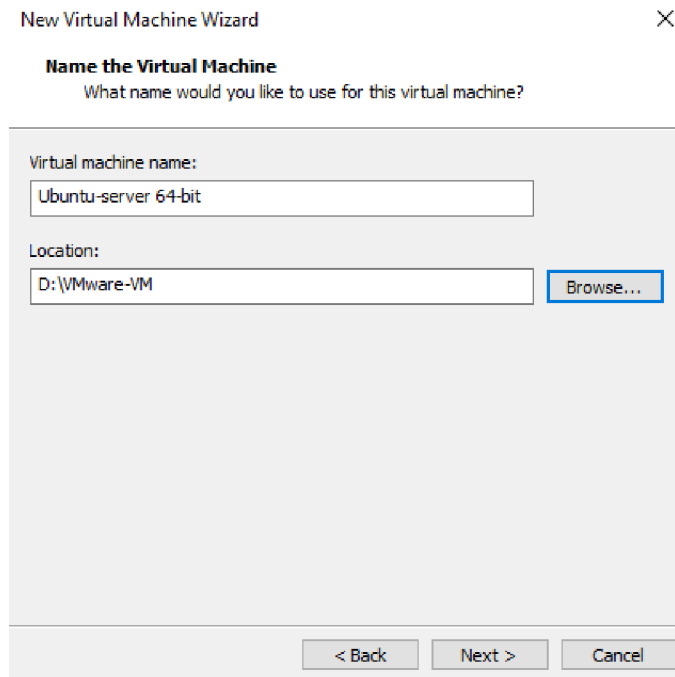 New Virtual Machine Wizard
Name the Virtual Machine
What name would you like to use for this virtual machine?
Virtual machine name:
Ubuntu-server 64-bit
Location:
D:\VMware-VM
Browse...
< Back
Next >
Cancel